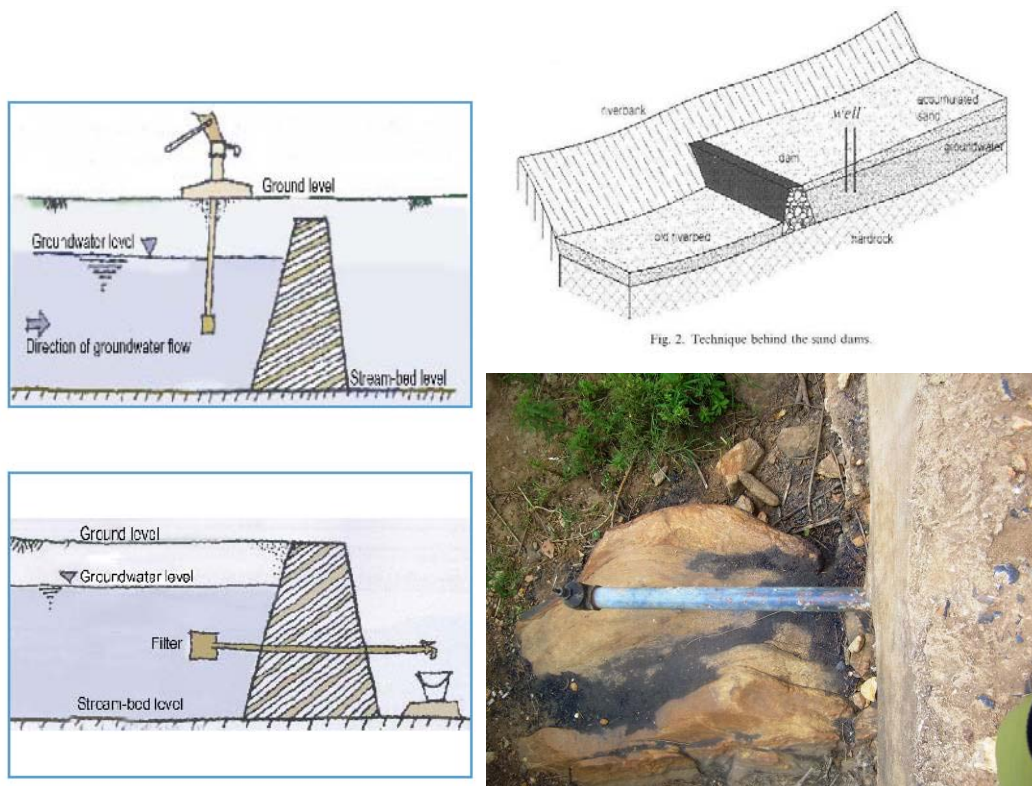 Ground level
Groundwater level
Direction of groundwater flow
Stream-bed level
riverbank
accumulated
sand
well
groundwater
dam
old riverbed
hardrock
Fig. 2. Technique behind the sand dams.
Ground level
Groundwater level
Filter
Stream-bed level